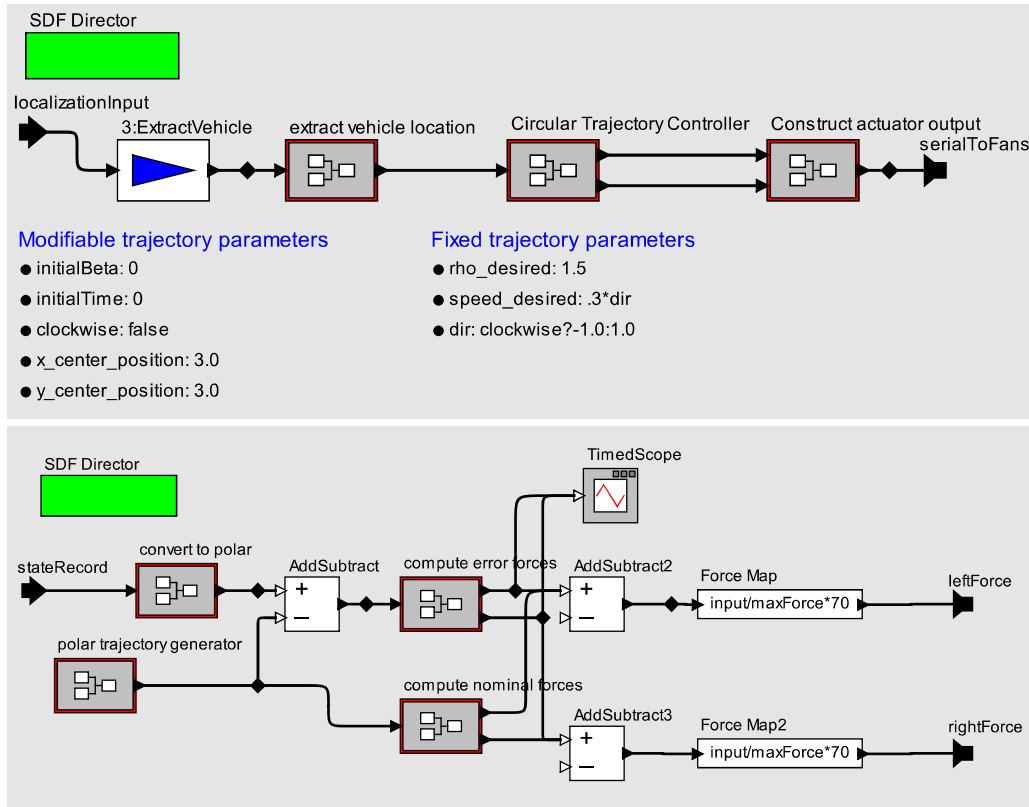 SDF Director
localizationInput
3:ExtractVehicle
extract vehicle location
Circular Trajectory Controller
Construct actuator output
serialToFans
Modifiable trajectory parameters
● initialBeta: 0
● initialTime: 0
● clockwise: false
● x_center_position: 3.0
● y_center_position: 3.0
Fixed trajectory parameters
● rho_desired: 1.5
● speed_desired: .3*dir
● dir: clockwise?-1.0:1.0
SDF Director
TimedScope
stateRecord
convert to polar
AddSubtract
+
−
compute error forces
AddSubtract2
+
−
Force Map
input/maxForce*70
leftForce
polar trajectory generator
compute nominal forces
AddSubtract3
+
−
Force Map2
input/maxForce*70
rightForce